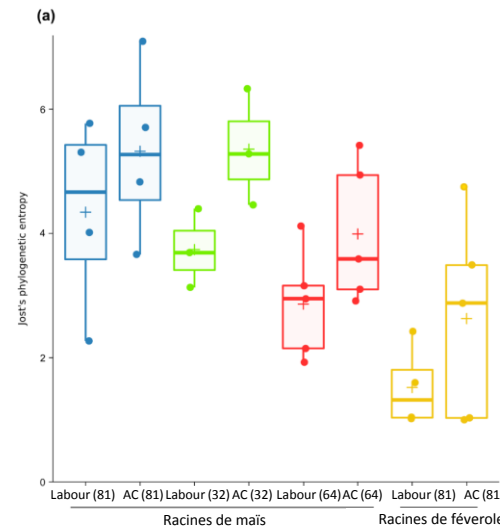 (a)
Jost's phylogenetic entropy
6
4
2
0
Labour (81) AC (81) Labour (32) AC (32) Labour (64) AC (64) Labour (81) AC (81
Racines de maïs Racines de féverole